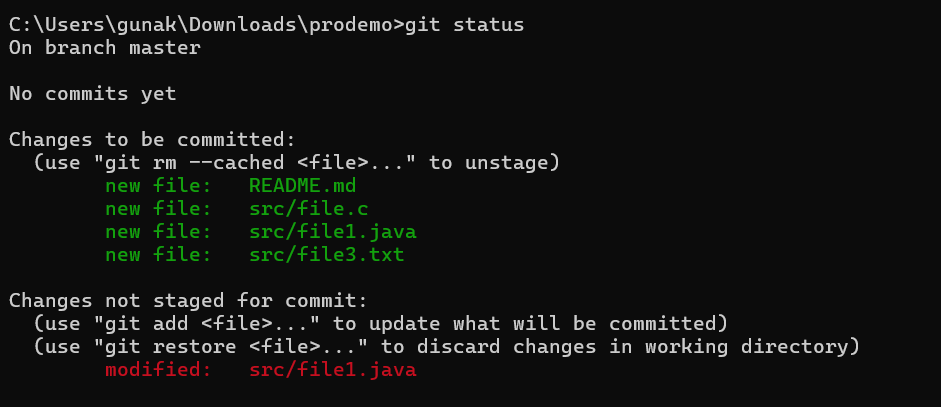 C:\Users\gunak\Downloads\prodemo>git status
On branch master
No commits yet
Changes to be committed:
  (use "git rm --cached <file>..." to unstage)
        new file:   README.md
        new file:   src/file.c
        new file:   src/file1.java
        new file:   src/file3.txt
Changes not staged for commit:
  (use "git add <file>..." to update what will be committed)
  (use "git restore <file>..." to discard changes in working directory)
        modified:   src/file1.java